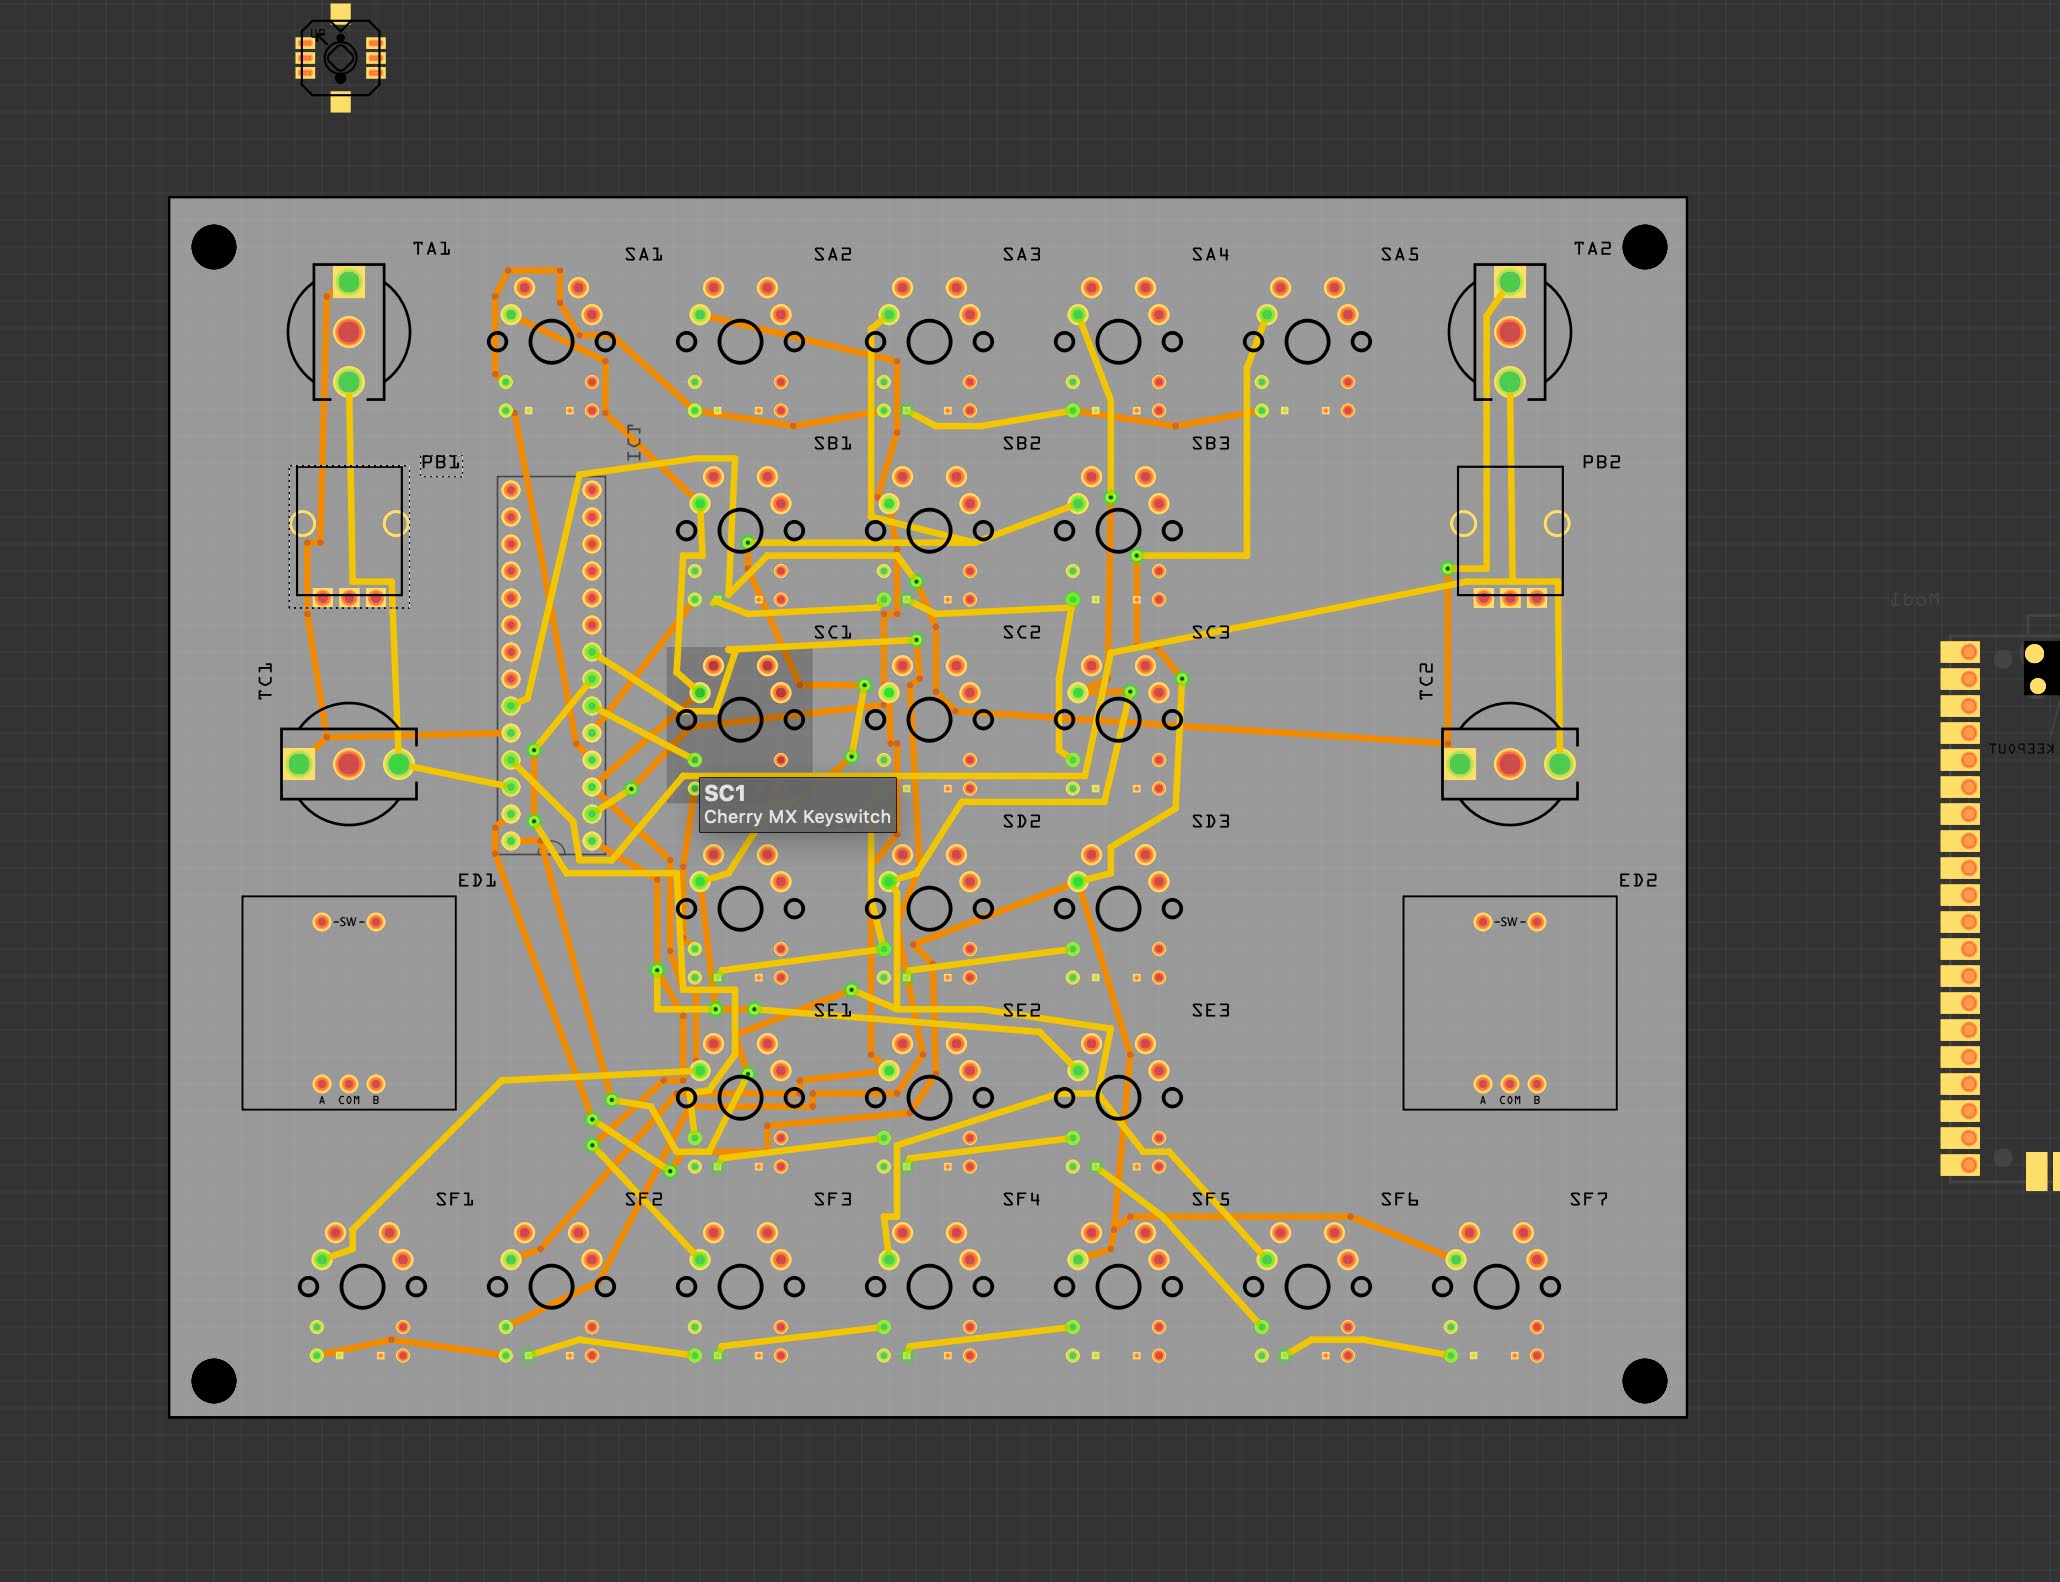 UP
TA1
SA1
SA2
SA3
SA4
SA5
TA2
PB1
SB1
SB2
SB3
PB2
IC1
Mod1
TC1
SC1
SC2
SC3
TC2
KEEPOUT
SC1
Cherry MX Keyswitch
SD2
SD3
ED1
ED2
-SW-
-SW-
SE1
SE2
SE3
A COM B
A COM B
SF1
SF2
SF3
SF4
SF5
SF6
SF7